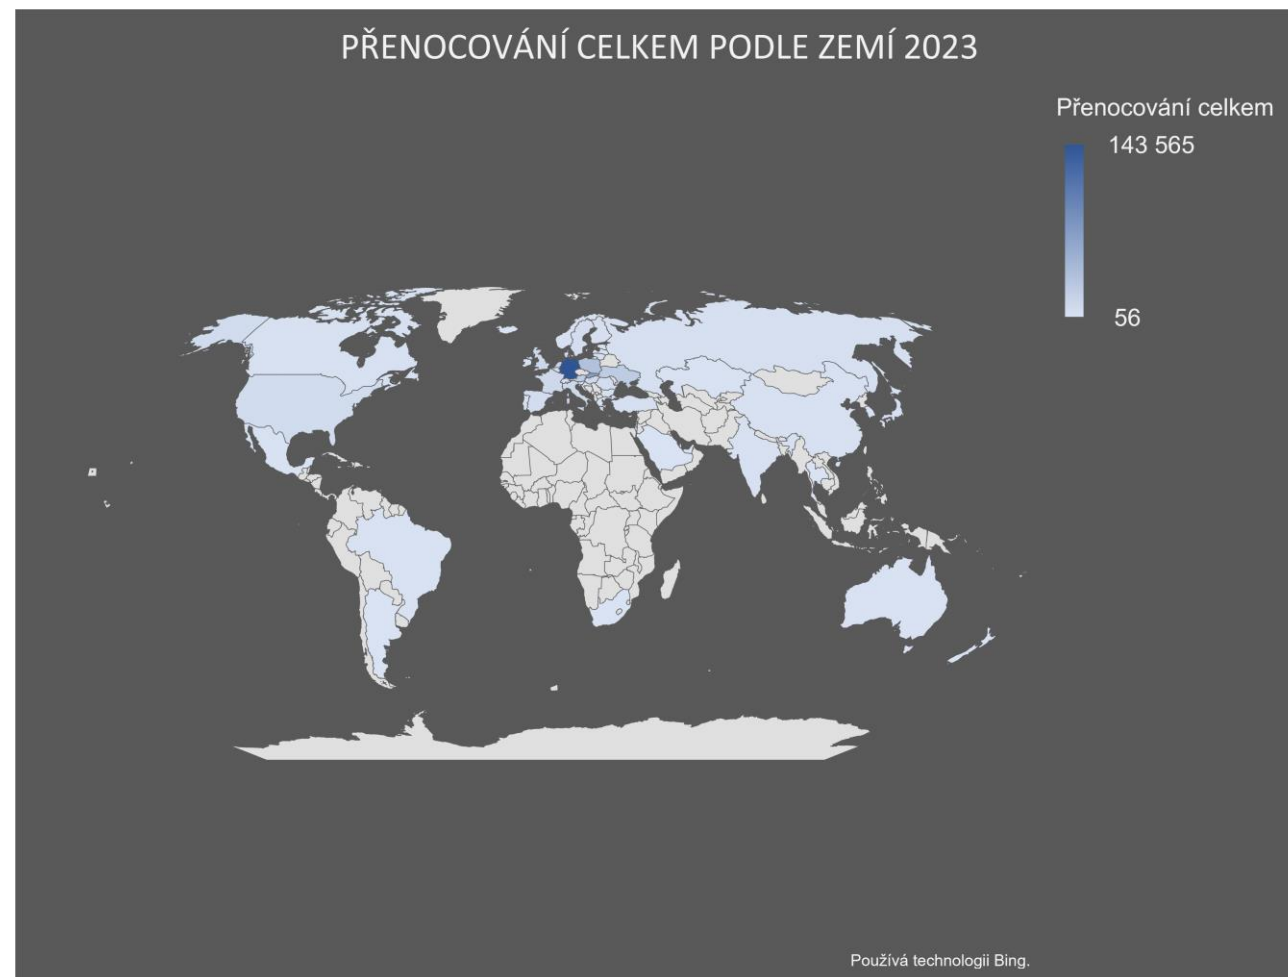 PŘENOCOVÁNÍ CELKEM PODLE ZEMÍ 2023
Přenocování celkem
143 565
56
Používá technologii Bing.